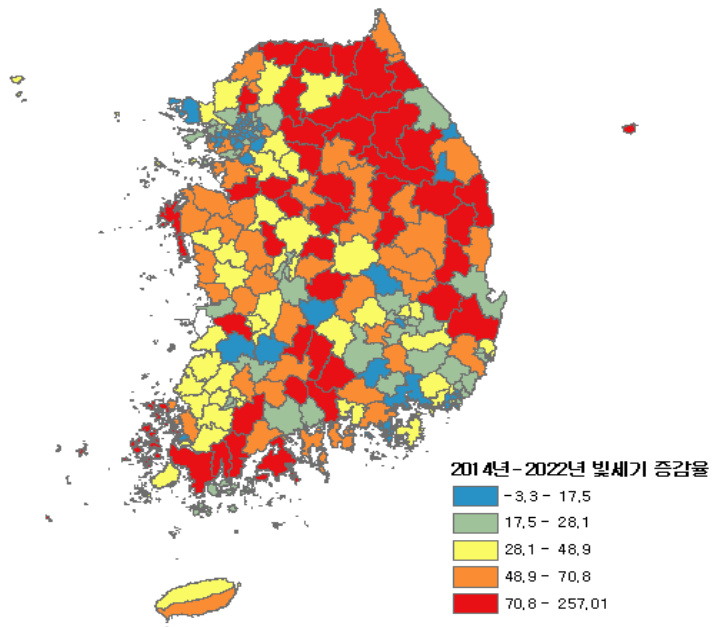 2014년-2022년 빛세기 증감율
-3,3 - 17,5
17,5 - 28,1
28,1 - 48,9
48,9 - 70,8
70,8 - 257,01